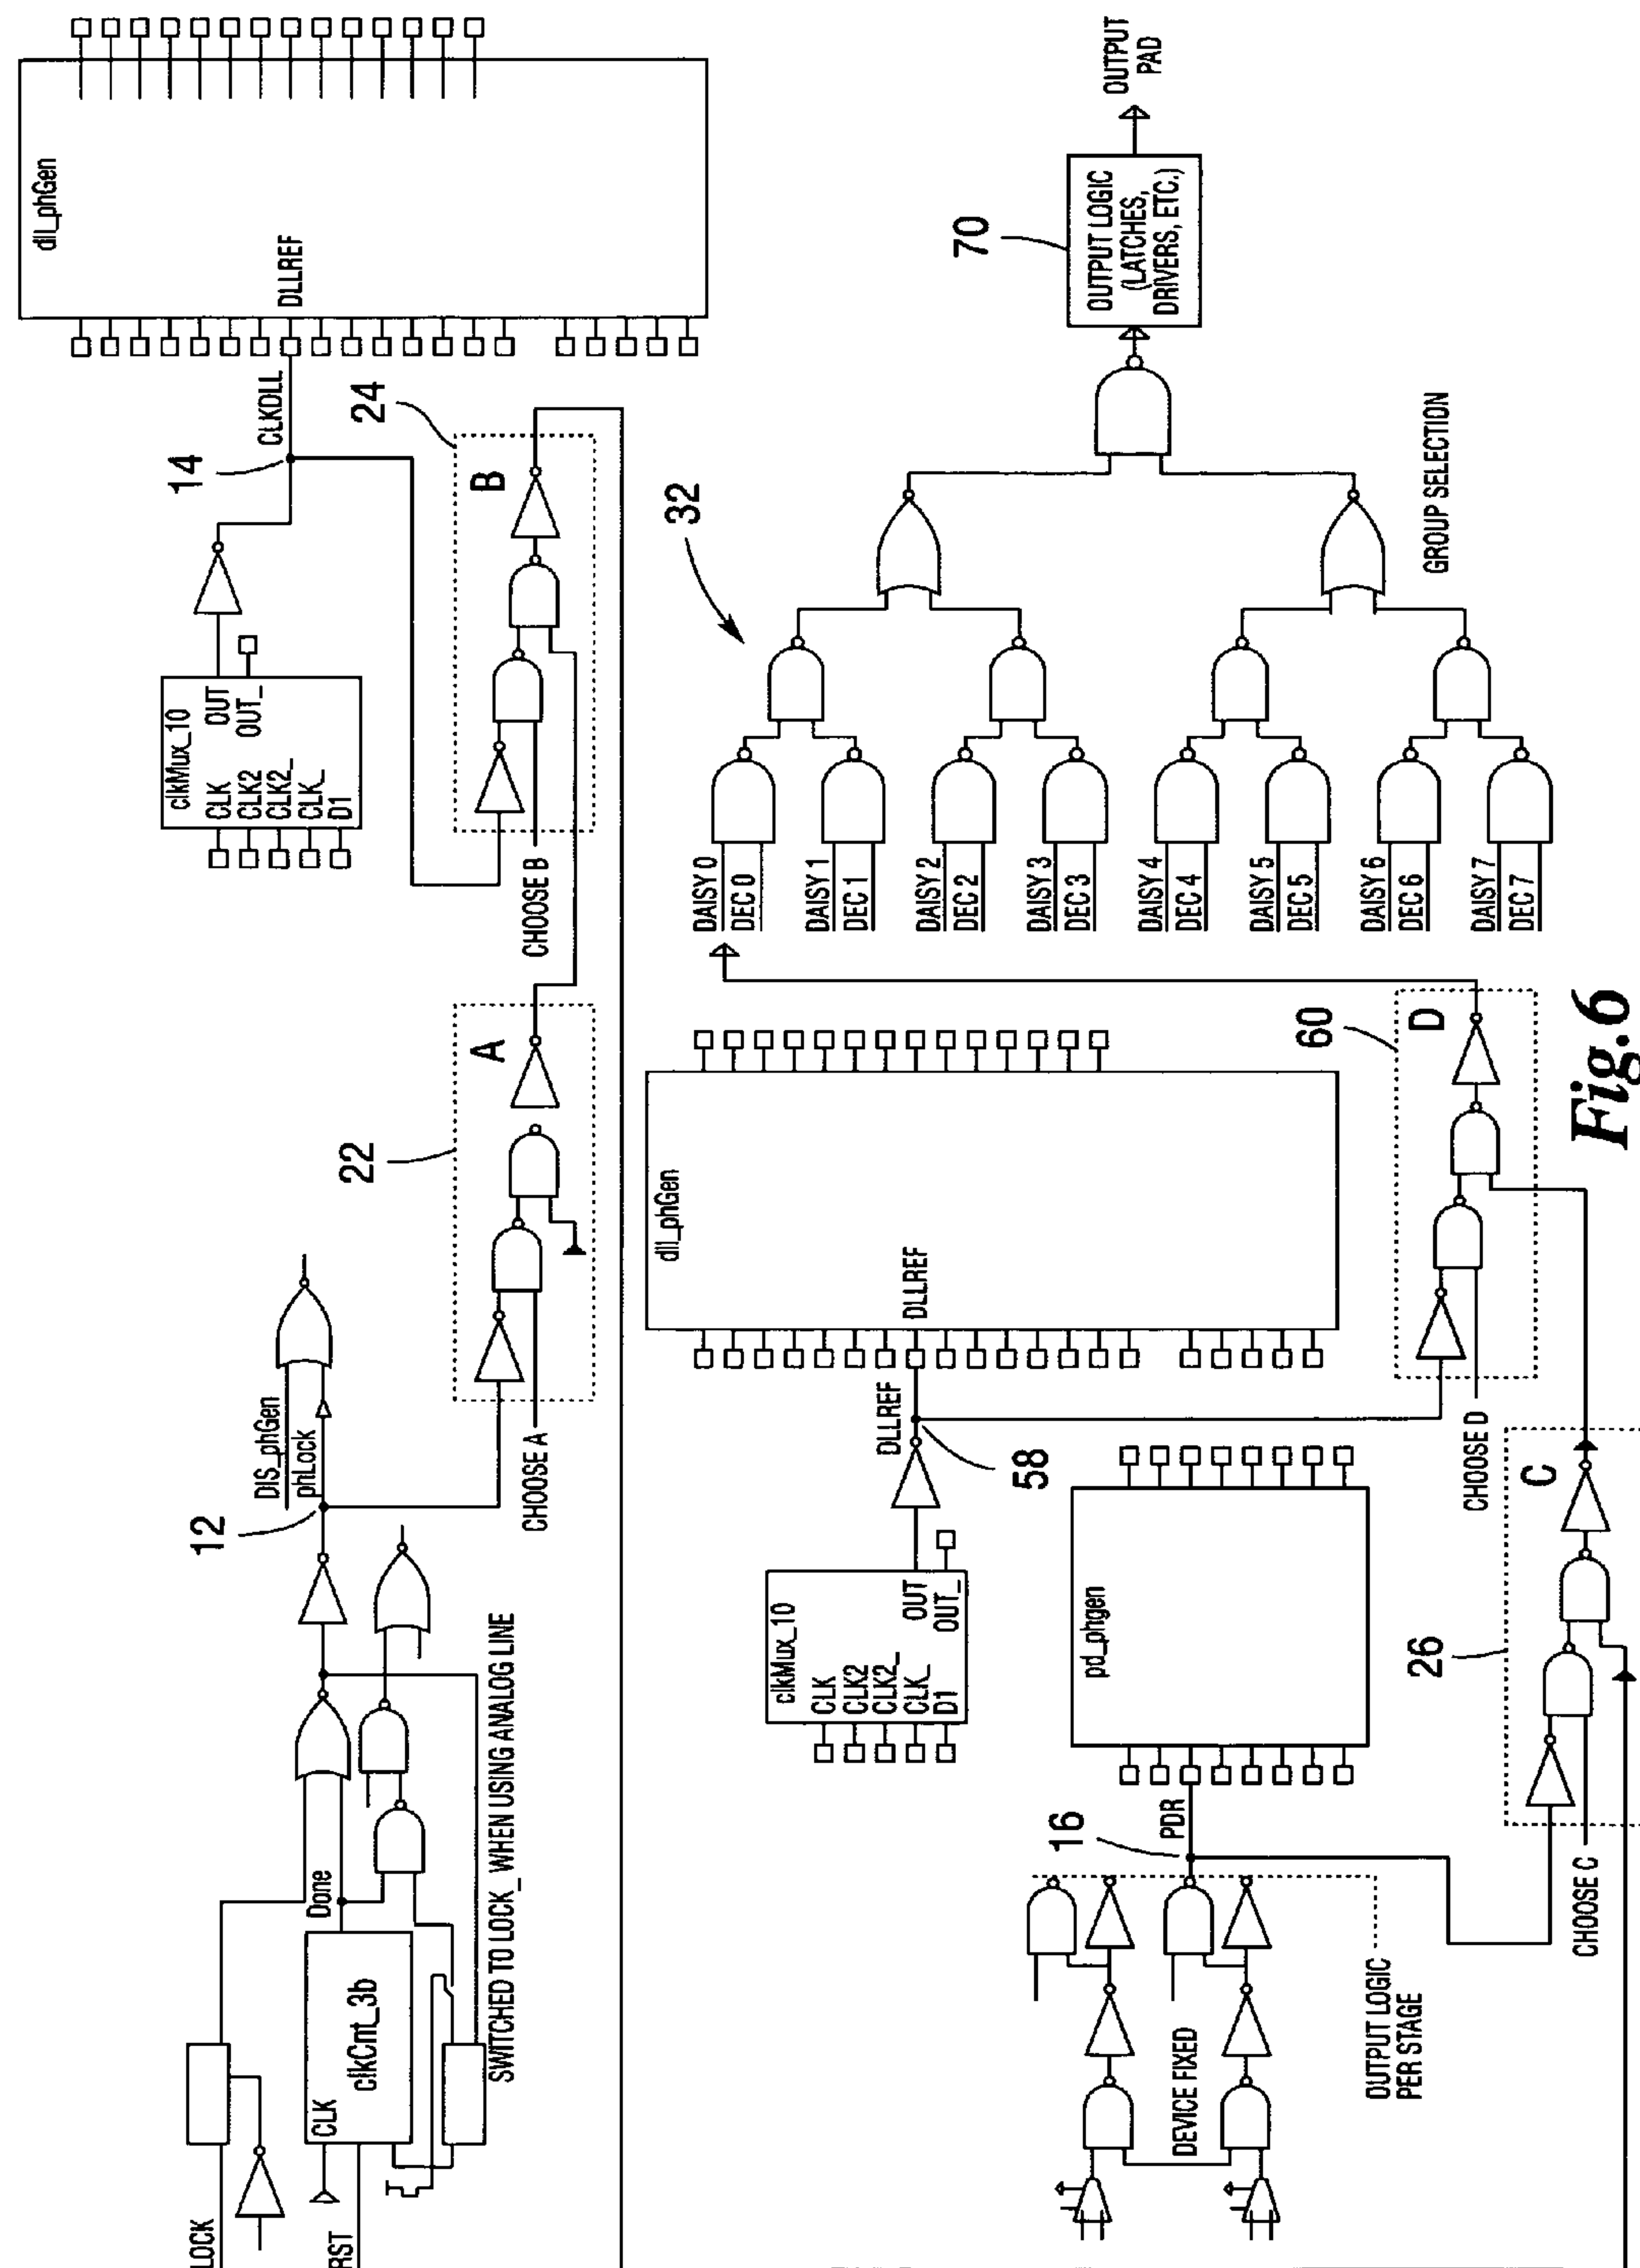 LOCK
RST
CLK
clkCnt_3b
Done
SWITCHED TO LOCK_ WHEN USING ANALOG LINE
12
DIS_phGen
phLock
CHOOSE A
22
A
clkMux_10
CLK
CLK2
CLK2_
CLK_
D1
OUT
OUT_
14
CLKDLL
DLLREF
dll_phGen
CHOOSE B
24
B
DEVICE FIXED
OUTPUT LOGIC
PER STAGE
16
PDR
pd_phgen
CHOOSE C
26
C
clkMux_10
CLK
CLK2
CLK2_
CLK_
D1
OUT
OUT_
DLLREF
58
DLLREF
dll_phGen
CHOOSE D
60
D
DAISY 0
DEC 0
DAISY 1
DEC 1
DAISY 2
DEC 2
DAISY 3
DEC 3
DAISY 4
DEC 4
DAISY 5
DEC 5
DAISY 6
DEC 6
DAISY 7
DEC 7
32
GROUP SELECTION
70
OUTPUT LOGIC
(LATCHES,
DRIVERS, ETC.)
OUTPUT
PAD
Fig.6